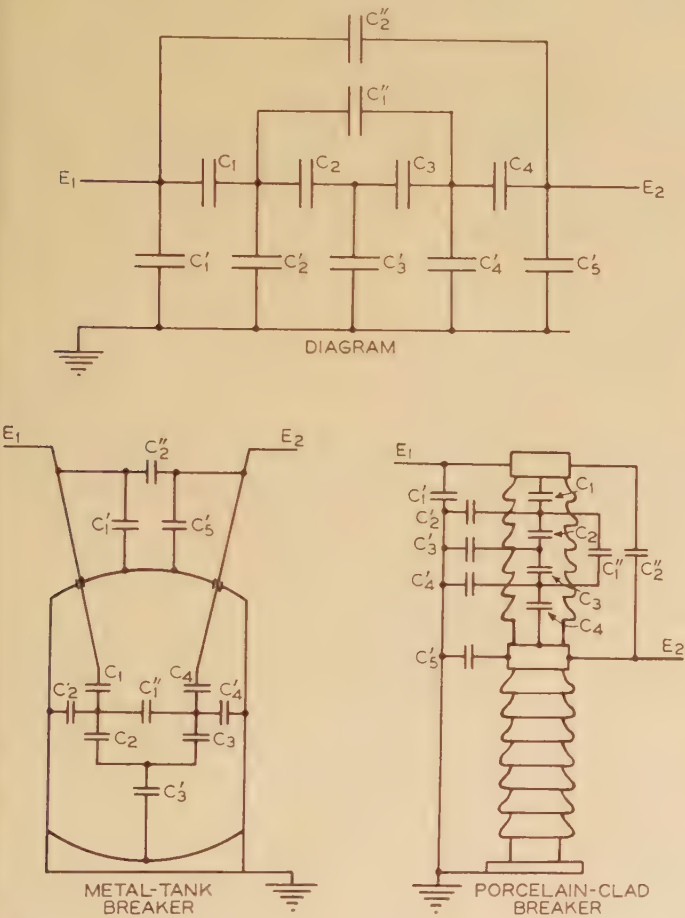 C₂″
C₁″
E₁ C₁ C₂ C₃ C₄ E₂
C₁′ C₂′ C₃′ C₄′ C₅′
DIAGRAM
E₁ C₂″ E₂
C₁′ C₅′
C₂′ C₁ C₁″ C₄ C₄′
C₂ C₃
C₃′
METAL-TANK
BREAKER
E₁
C₁′ C₁
C₂′ C₂
C₃′ C₁″ C₂″
C₄′ C₃
C₄
C₅′ E₂
PORCELAIN-CLAD
BREAKER